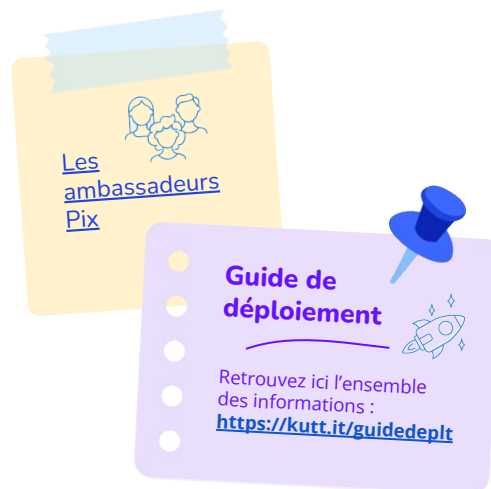 Les
ambassadeurs
Pix
Guide de
déploiement
Retrouvez ici l'ensemble
des informations :
https://kutt.it/guidedeplt